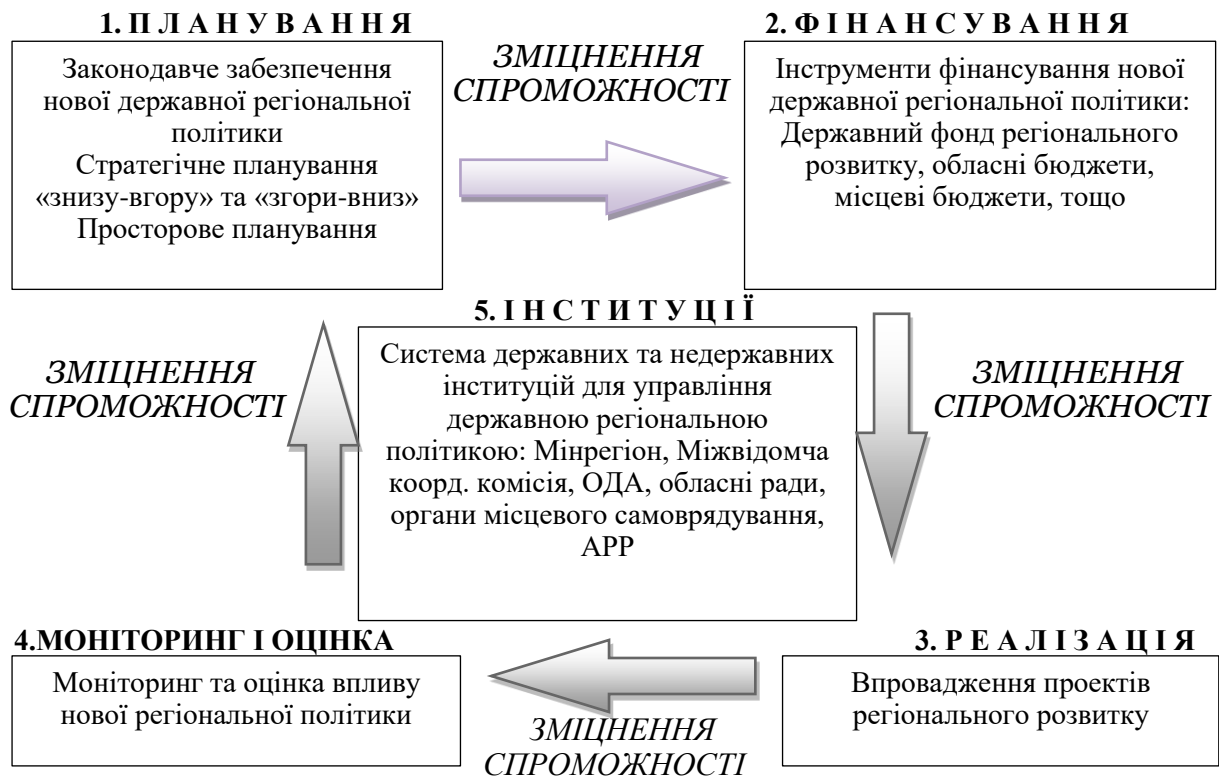 1. П Л А Н У В А Н Н Я
Законодавче забезпечення
нової державної регіональної
політики
Стратегічне планування
«знизу-вгору» та «згори-вниз»
Просторове планування
ЗМІЦНЕННЯ
СПРОМОЖНОСТІ
2. Ф І Н А Н С У В А Н Н Я
Інструменти фінансування нової
державної регіональної політики:
Державний фонд регіонального
розвитку, обласні бюджети,
місцеві бюджети, тощо
ЗМІЦНЕННЯ
СПРОМОЖНОСТІ
5. І Н С Т И Т У Ц І Ї
Система державних та недержавних
інституцій для управління
державною регіональною
політикою: Мінрегіон, Міжвідомча
коорд. комісія, ОДА, обласні ради,
органи місцевого самоврядування,
АРР
ЗМІЦНЕННЯ
СПРОМОЖНОСТІ
4.МОНІТОРИНГ І ОЦІНКА
Моніторинг та оцінка впливу
нової регіональної політики
ЗМІЦНЕННЯ
СПРОМОЖНОСТІ
3. Р Е А Л І З А Ц І Я
Впровадження проектів
регіонального розвитку